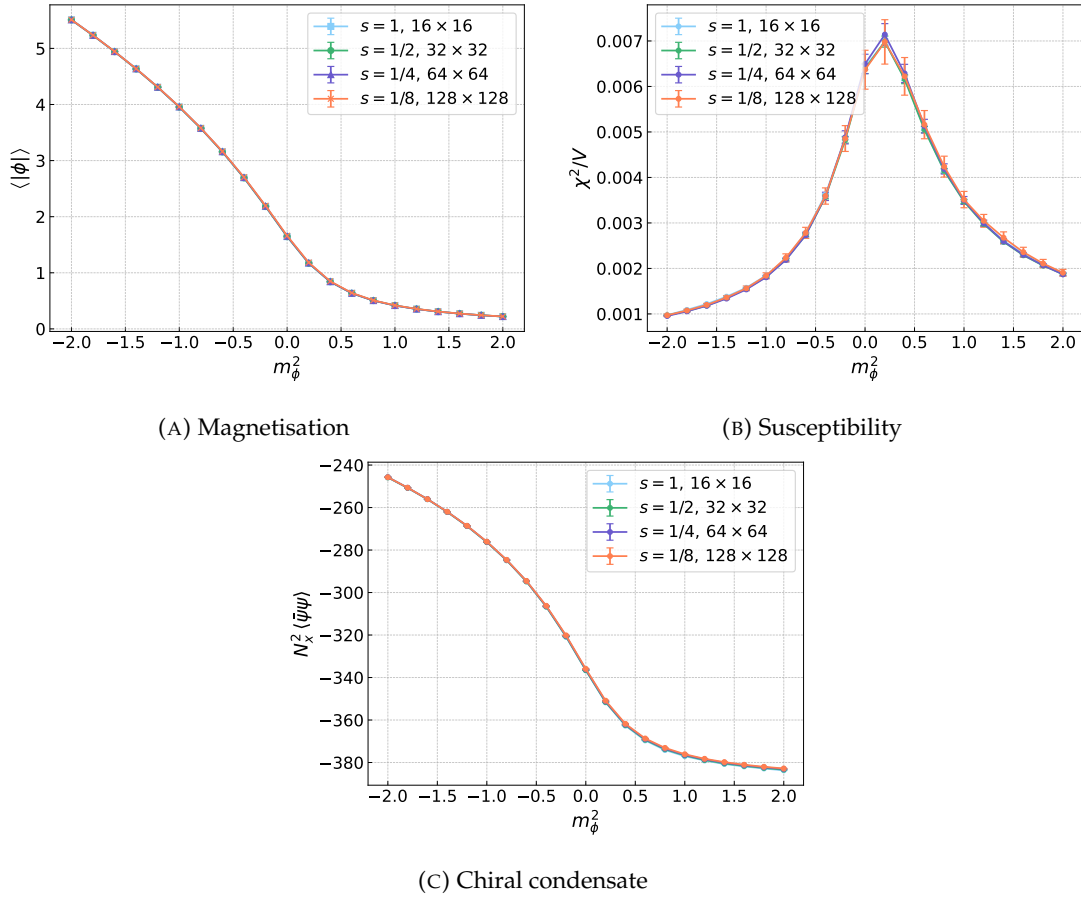 s = 1, 16 × 16
s = 1/2, 32 × 32
s = 1/4, 64 × 64
s = 1/8, 128 × 128
5
4
3
2
1
0
⟨|ϕ|⟩
−2.0 −1.5 −1.0 −0.5 0.0 0.5 1.0 1.5 2.0
m²ϕ
(A) Magnetisation
s = 1, 16 × 16
s = 1/2, 32 × 32
s = 1/4, 64 × 64
s = 1/8, 128 × 128
0.007
0.006
0.005
0.004
0.003
0.002
0.001
χ²/V
−2.0 −1.5 −1.0 −0.5 0.0 0.5 1.0 1.5 2.0
m²ϕ
(B) Susceptibility
s = 1, 16 × 16
s = 1/2, 32 × 32
s = 1/4, 64 × 64
s = 1/8, 128 × 128
−240
−260
−280
−300
−320
−340
−360
−380
Nₓ² ⟨ψ̄ψ⟩
−2.0 −1.5 −1.0 −0.5 0.0 0.5 1.0 1.5 2.0
m²ϕ
(C) Chiral condensate